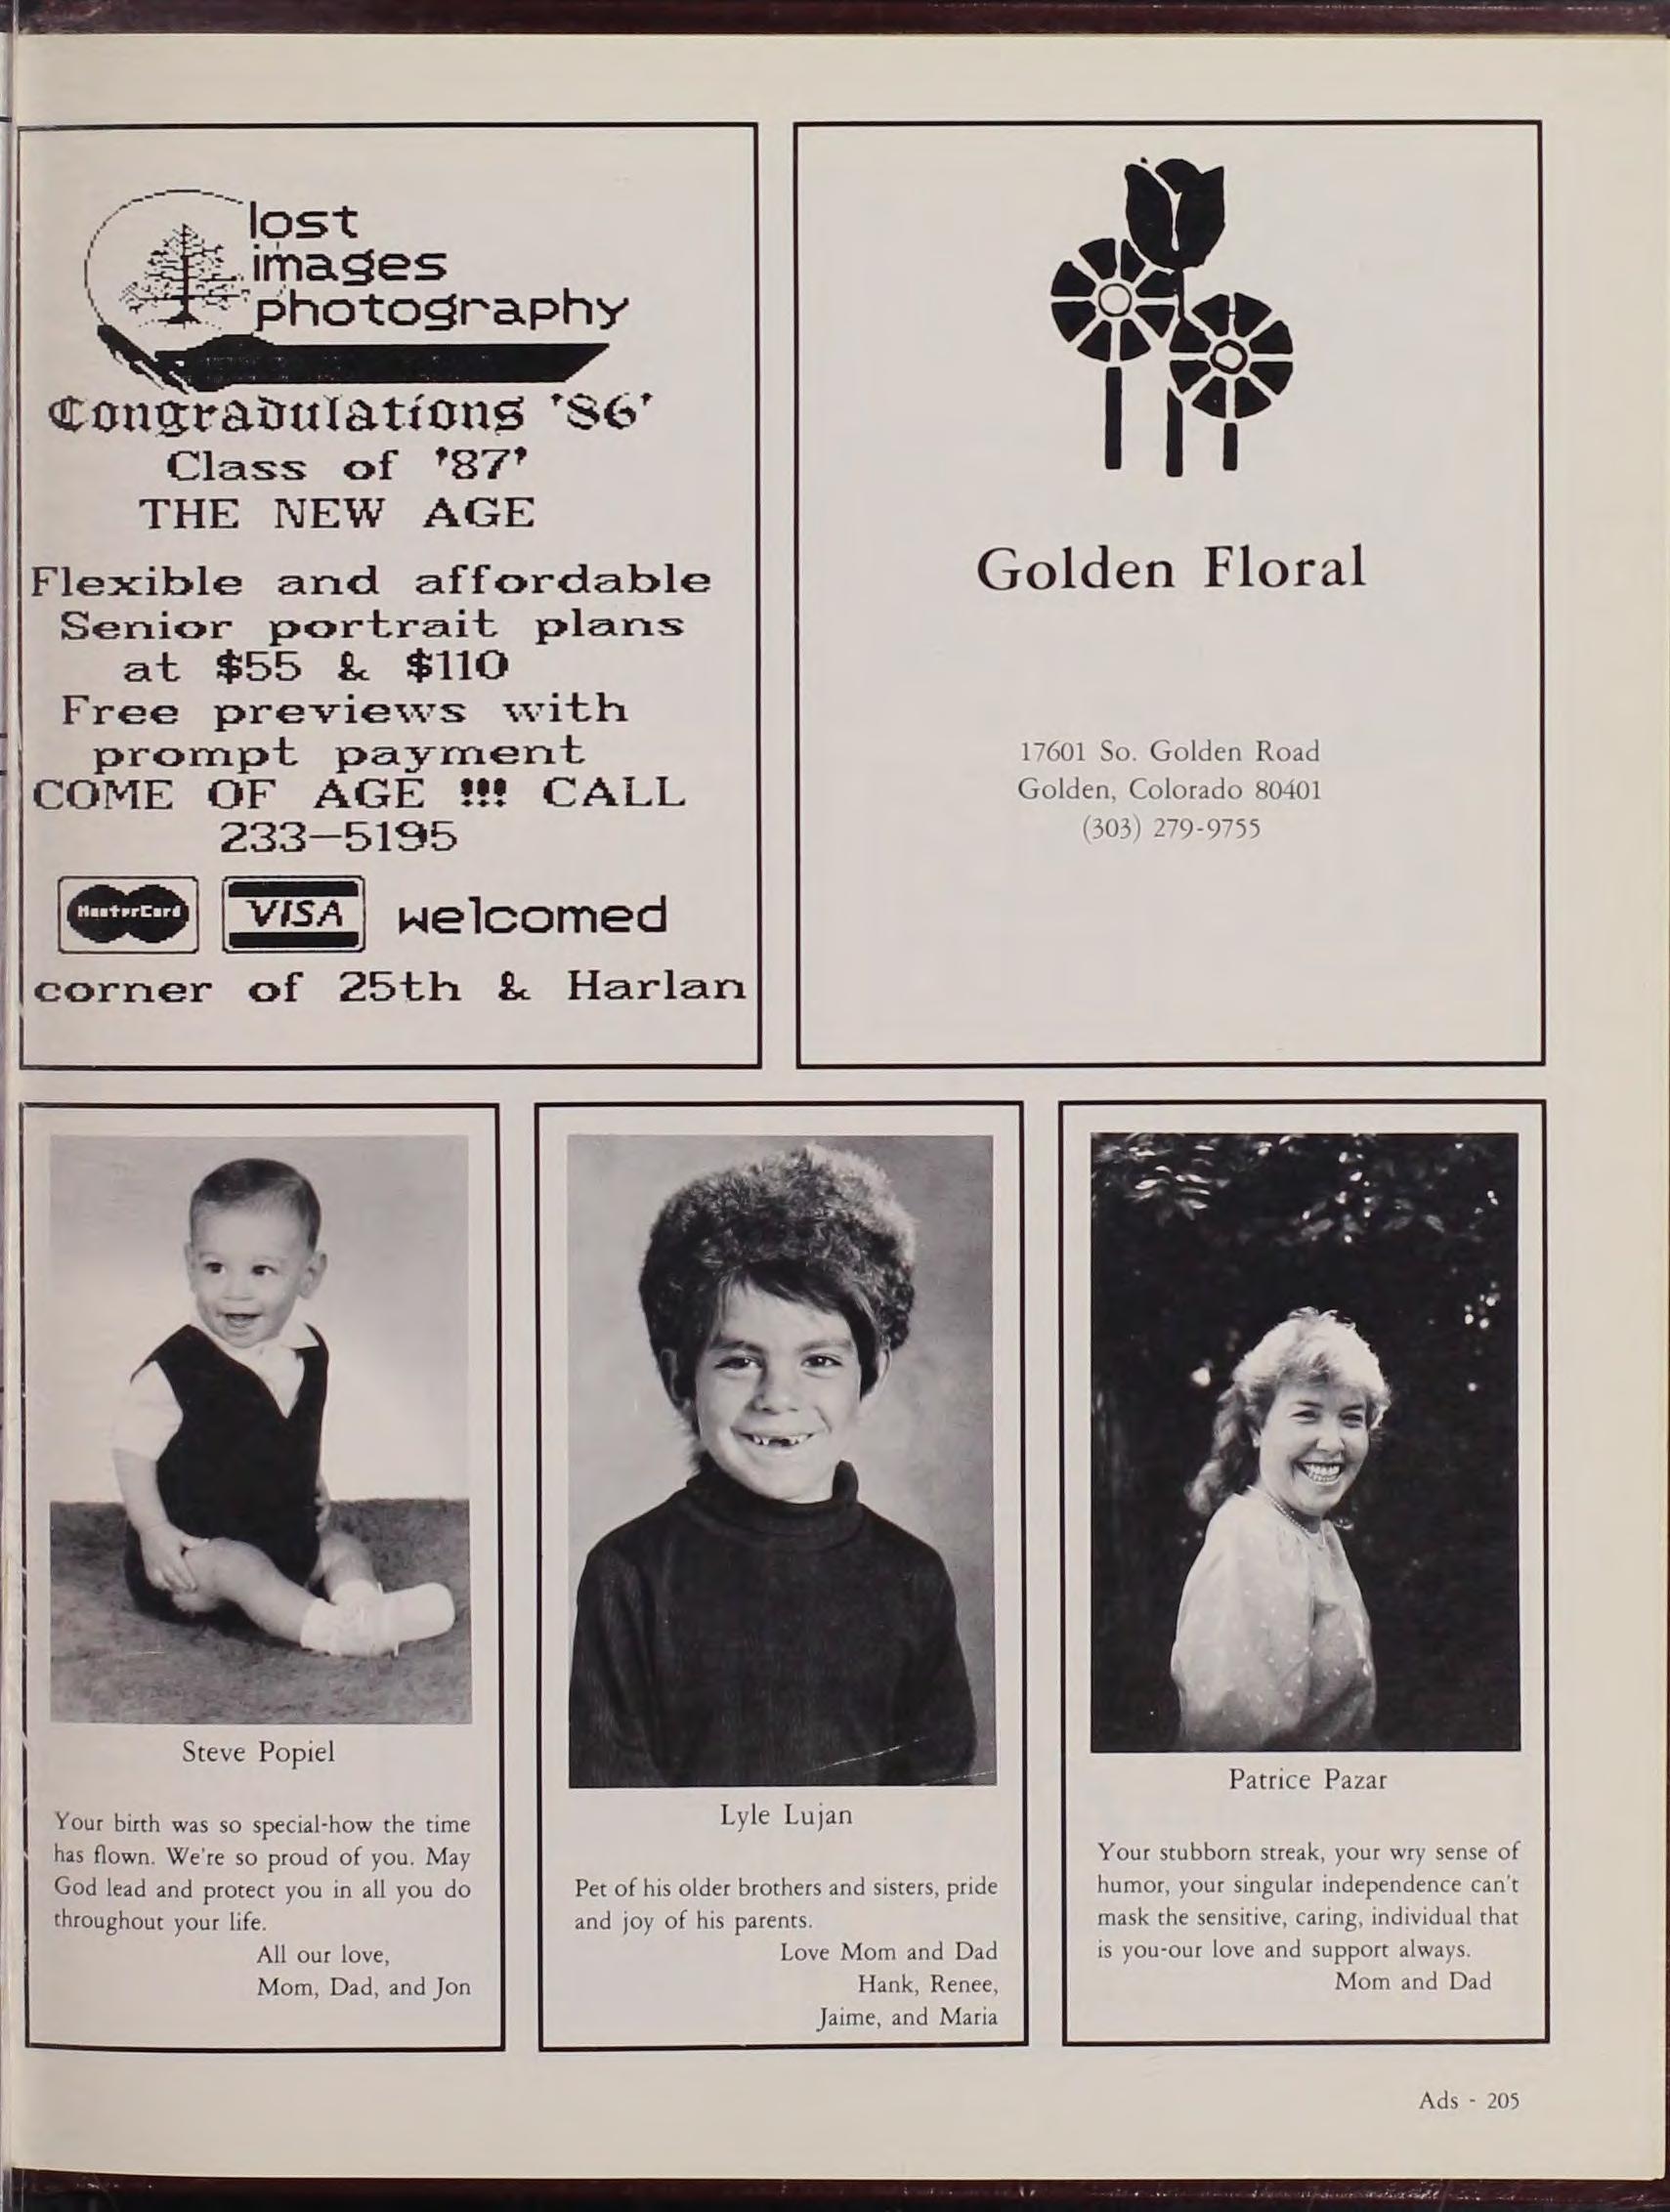 lost
images
photography
Congradulations '86'
Class of '87'
THE NEW AGE
Flexible and affordable
Senior portrait plans
at $55 & $110
Free previews with
prompt payment
COME OF AGE !!! CALL
233-5195
MasterCard VISA welcomed
corner of 25th & Harlan
Golden Floral
17601 So. Golden Road
Golden, Colorado 80401
(303) 279-9755
Steve Popiel
Your birth was so special-how the time
has flown. We're so proud of you. May
God lead and protect you in all you do
throughout your life.
All our love,
Mom, Dad, and Jon
Lyle Lujan
Pet of his older brothers and sisters, pride
and joy of his parents.
Love Mom and Dad
Hank, Renee,
Jaime, and Maria
Patrice Pazar
Your stubborn streak, your wry sense of
humor, your singular independence can't
mask the sensitive, caring, individual that
is you-our love and support always.
Mom and Dad
Ads - 205